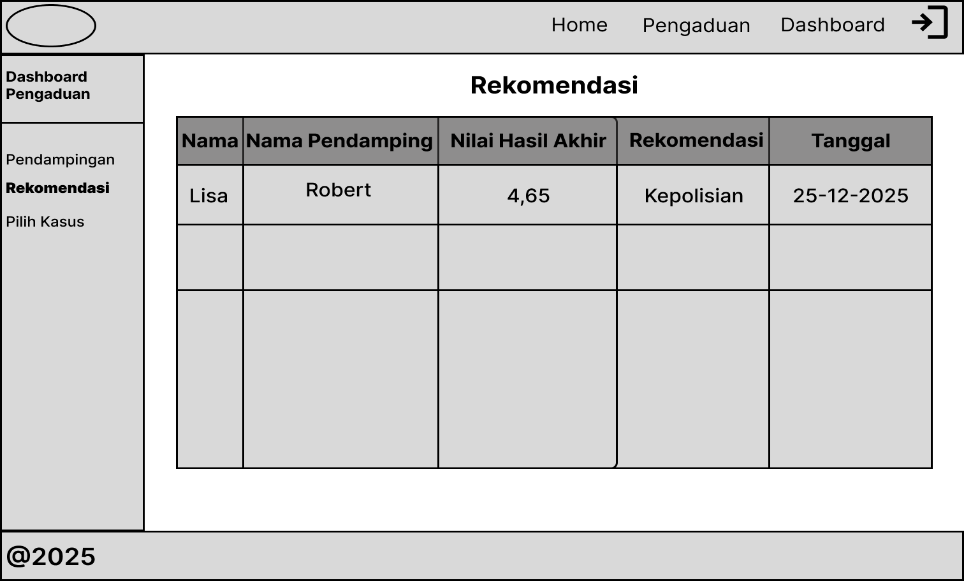 Home Pengaduan Dashboard
Dashboard
Pengaduan
Pendampingan
Rekomendasi
Pilih Kasus
Rekomendasi
Nama Nama Pendamping Nilai Hasil Akhir Rekomendasi Tanggal
Lisa Robert 4,65 Kepolisian 25-12-2025
@2025